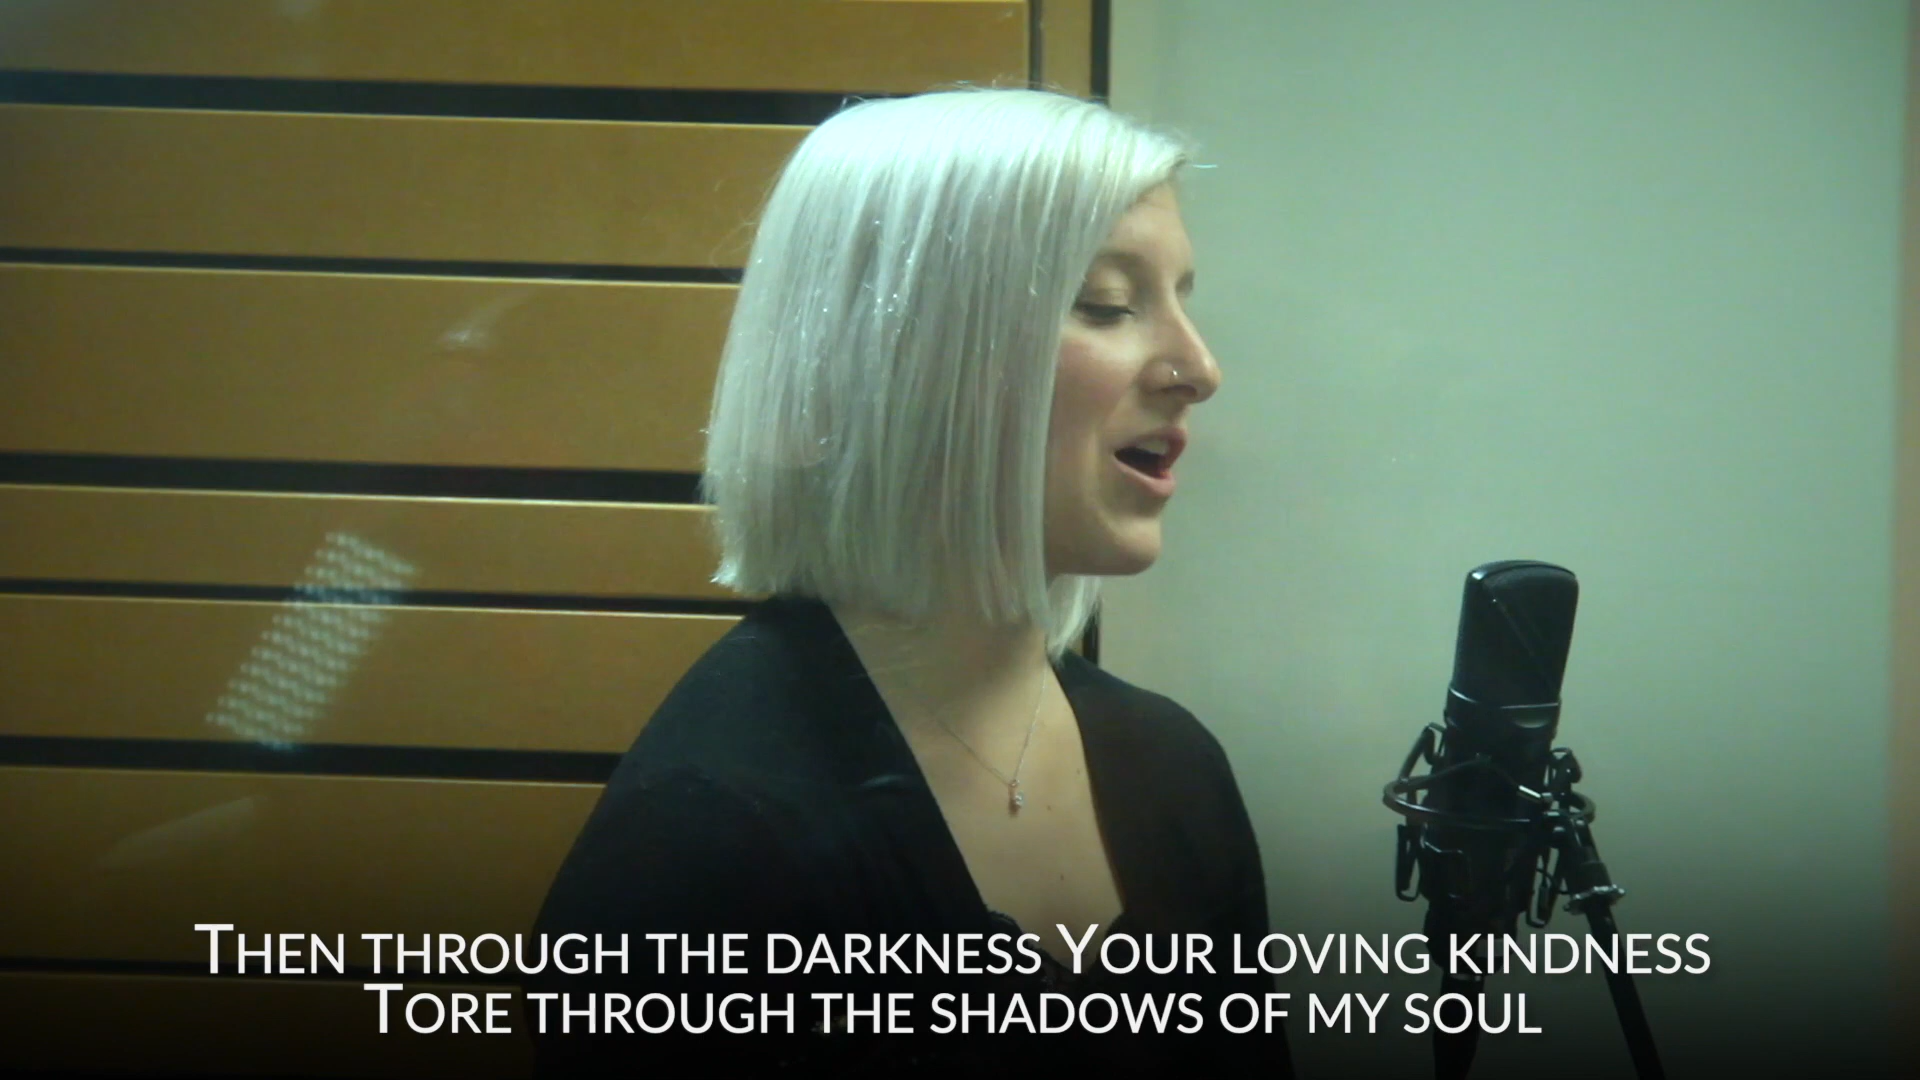 Then through the darkness Your loving kindness
Tore through the shadows of my soul